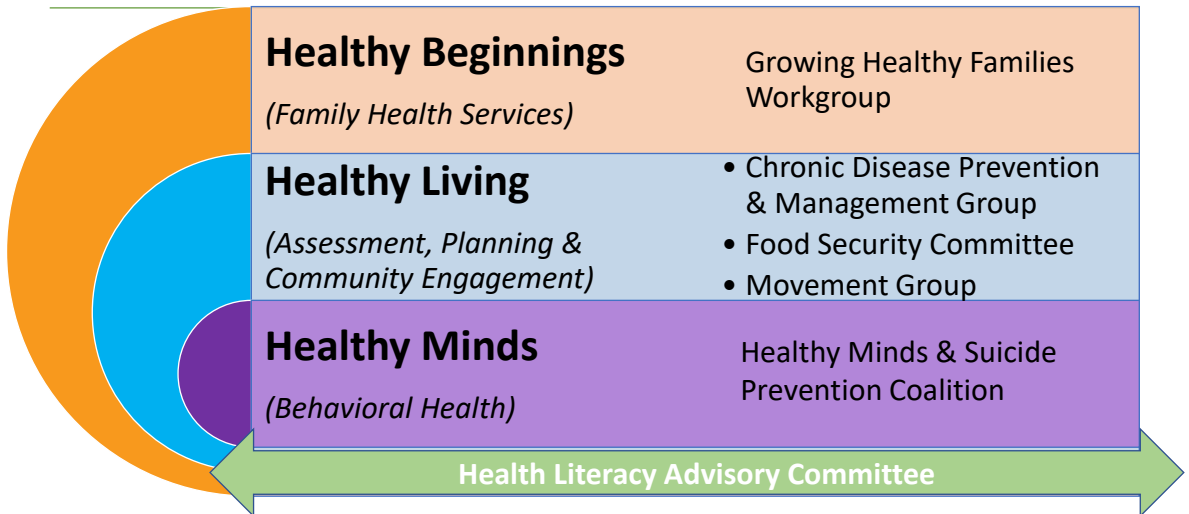 Healthy Beginnings
(Family Health Services)
Growing Healthy Families
Workgroup
Healthy Living
(Assessment, Planning &
Community Engagement)
• Chronic Disease Prevention
& Management Group
• Food Security Committee
• Movement Group
Healthy Minds
(Behavioral Health)
Healthy Minds & Suicide
Prevention Coalition
Health Literacy Advisory Committee